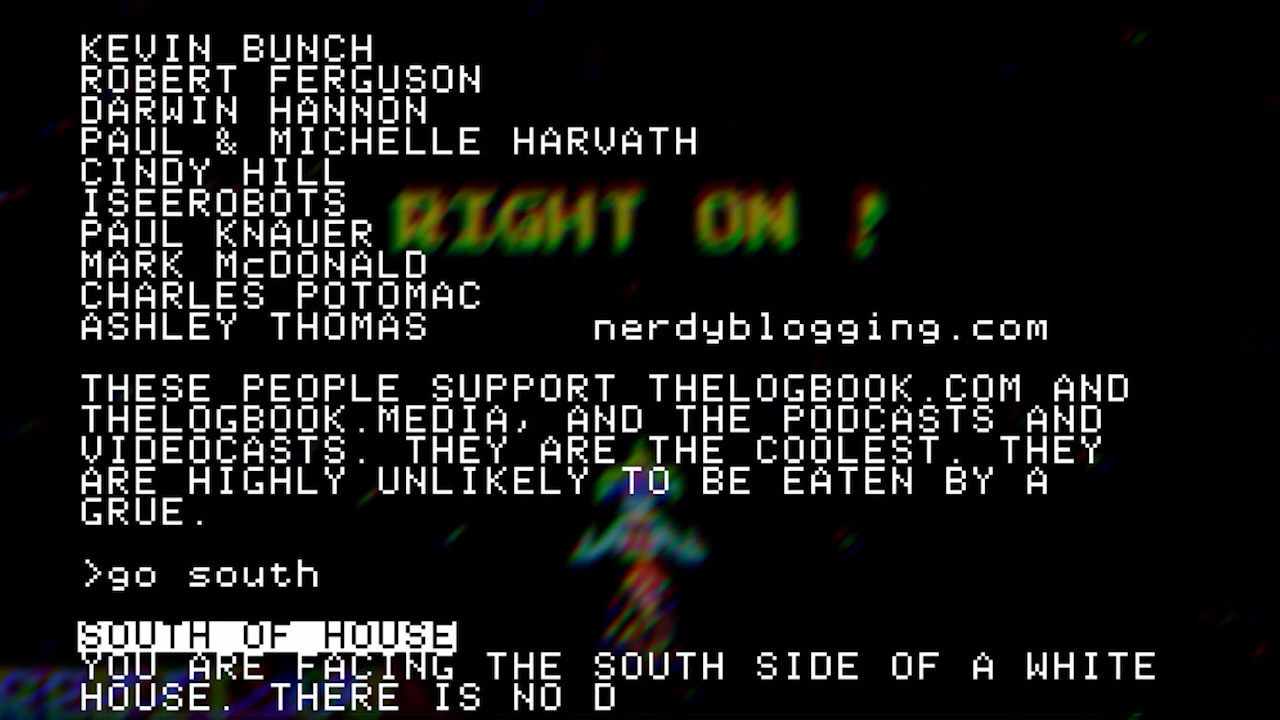 KEVIN BUNCH
ROBERT FERGUSON
DARWIN HANNON
PAUL & MICHELLE HARVATH
CINDY HILL
ISEEROBOTS
RIGHT ON !
PAUL KNAUER
MARK McDONALD
CHARLES POTOMAC
ASHLEY THOMAS nerdyblogging.com
THESE PEOPLE SUPPORT THELOGBOOK.COM AND
THELOGBOOK.MEDIA, AND THE PODCASTS AND
VIDEOCASTS. THEY ARE THE COOLEST. THEY
ARE HIGHLY UNLIKELY TO BE EATEN BY A
GRUE.
>go south
SOUTH OF HOUSE
YOU ARE FACING THE SOUTH SIDE OF A WHITE
HOUSE. THERE IS NO D